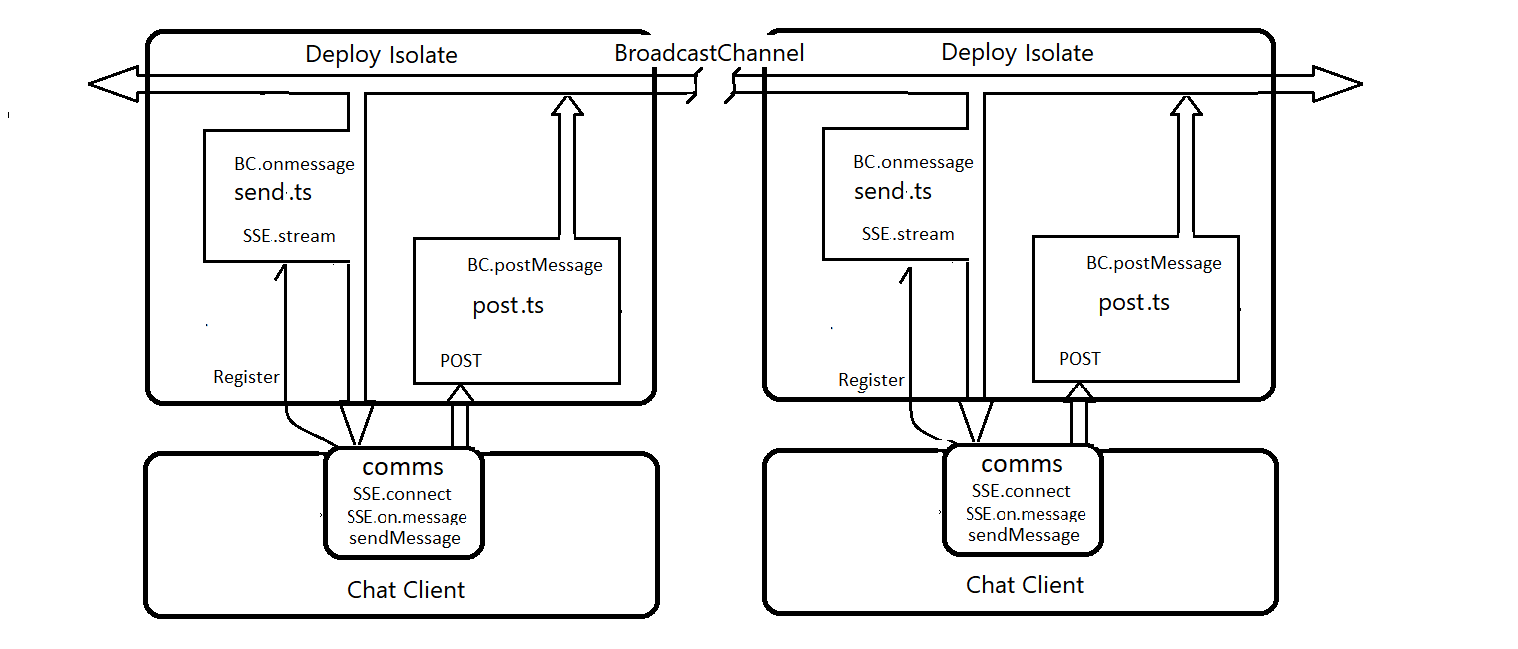 Deploy Isolate
BroadcastChannel
Deploy Isolate
BC.onmessage
send.ts
SSE.stream
BC.postMessage
post.ts
POST
Register
BC.onmessage
send.ts
SSE.stream
BC.postMessage
post.ts
POST
Register
comms
SSE.connect
SSE.on.message
sendMessage
Chat Client
comms
SSE.connect
SSE.on.message
sendMessage
Chat Client